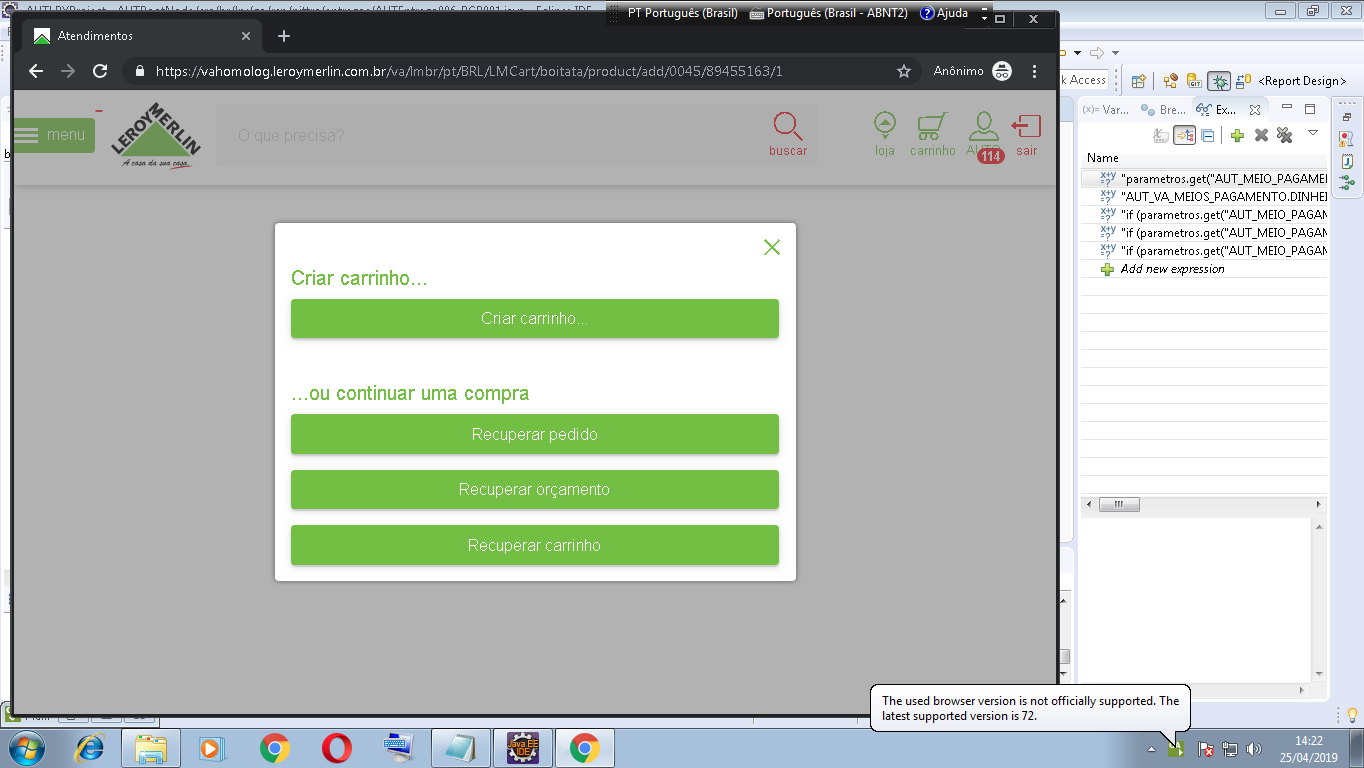 PT Português (Brasil) Português (Brasil - ABNT2) Ajuda
Atendimentos
https://vahomolog.leroymerlin.com.br/va/lmbr/pt/BRL/LMCart/boitata/product/add/0045/89455163/1
Anônimo
k Access
<Report Design>
menu
LEROY MERLIN
A casa da sua casa.
O que precisa?
buscar
loja
carrinho
AUTO
114
sair
Criar carrinho...
Criar carrinho...
...ou continuar uma compra
Recuperar pedido
Recuperar orçamento
Recuperar carrinho
Var...
Bre...
Ex...
Name
"parametros.get("AUT_MEIO_PAGAMEI
"AUT_VA_MEIOS_PAGAMENTO.DINHE
"if (parametros.get("AUT_MEIO_PAGAN
"if (parametros.get("AUT_MEIO_PAGAN
"if (parametros.get("AUT_MEIO_PAGAN
Add new expression
The used browser version is not officially supported. The
latest supported version is 72.
Java EE
IDE
14:22
25/04/2019